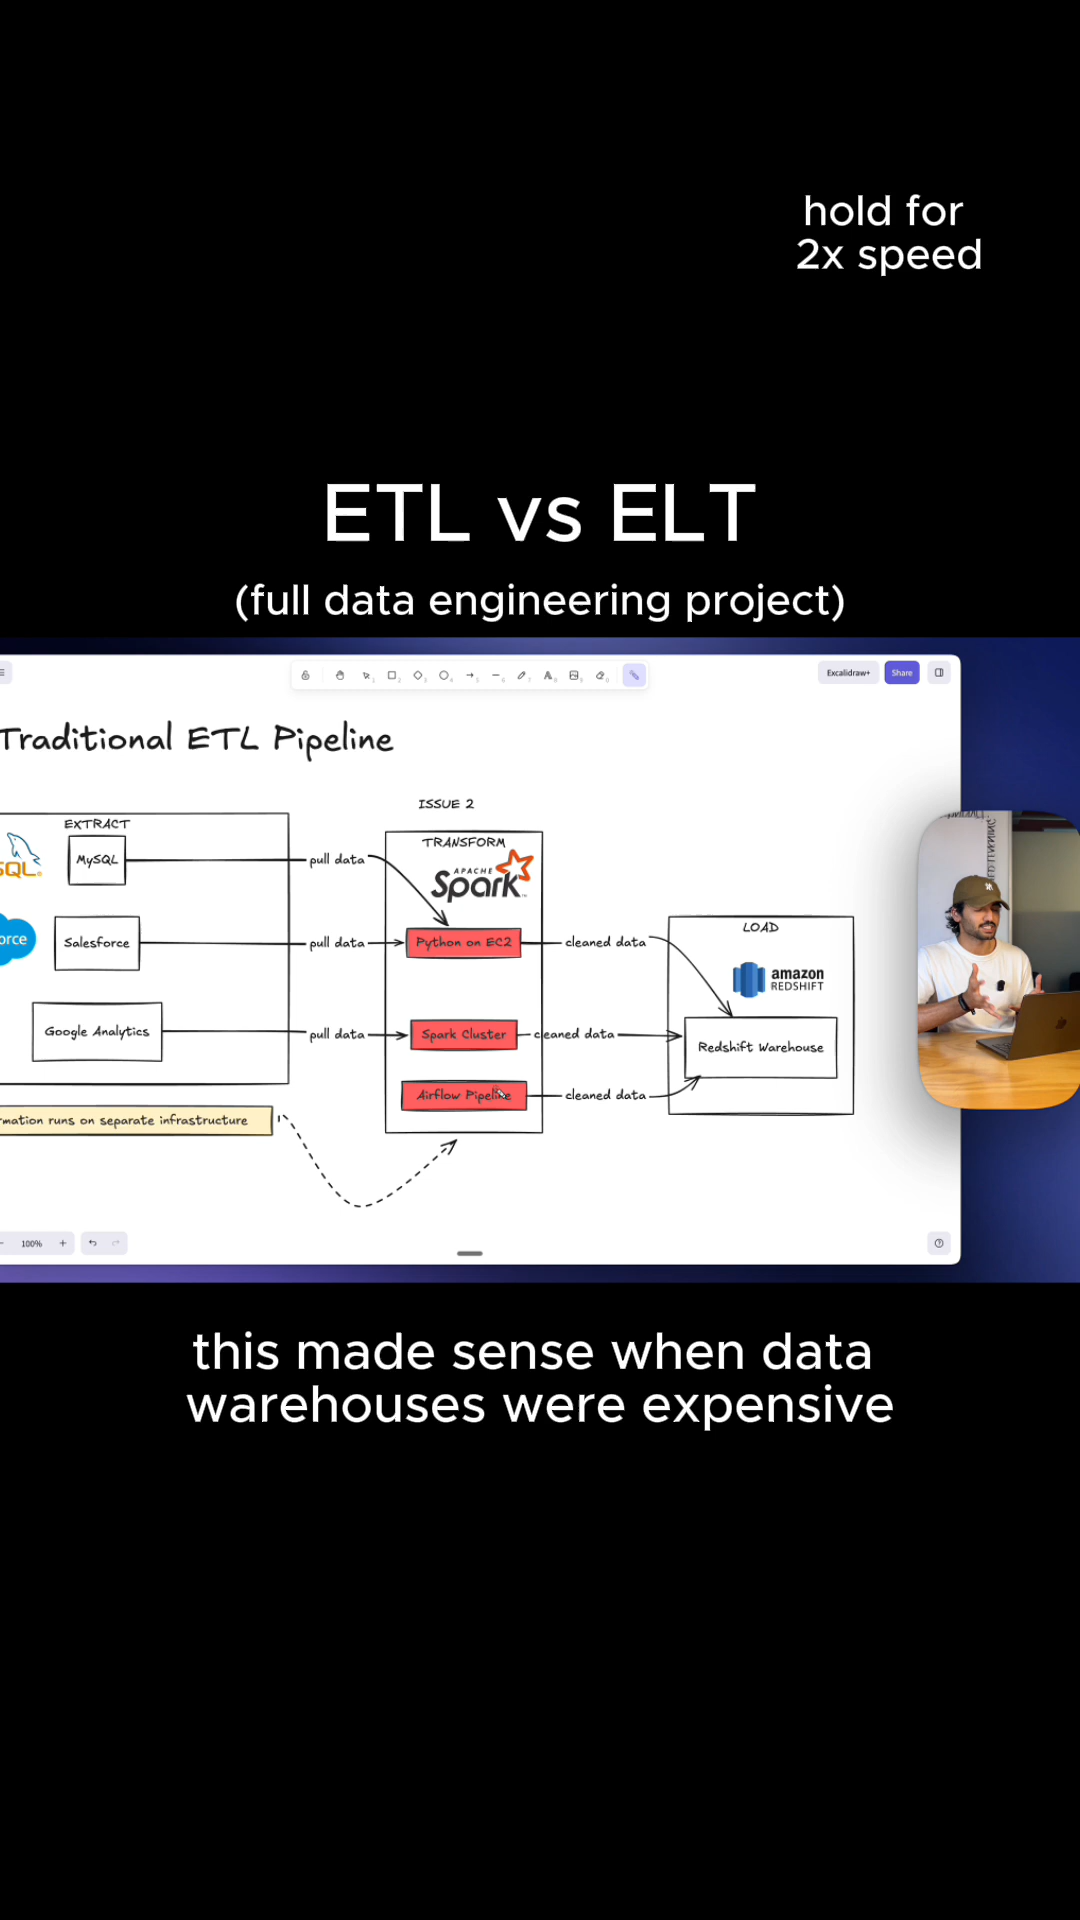 hold for
2x speed
ETL vs ELT
(full data engineering project)
Excalidraw+
Share
Traditional ETL Pipeline
ISSUE 2
EXTRACT
TRANSFORM
MySQL
SQL
pull data
APACHE
Spark
orce
Salesforce
pull data
Python on EC2
cleaned data
LOAD
amazon
REDSHIFT
Google Analytics
pull data
Spark Cluster
cleaned data
Redshift Warehouse
Airflow Pipeline
cleaned data
mation runs on separate infrastructure
100%
this made sense when data
warehouses were expensive